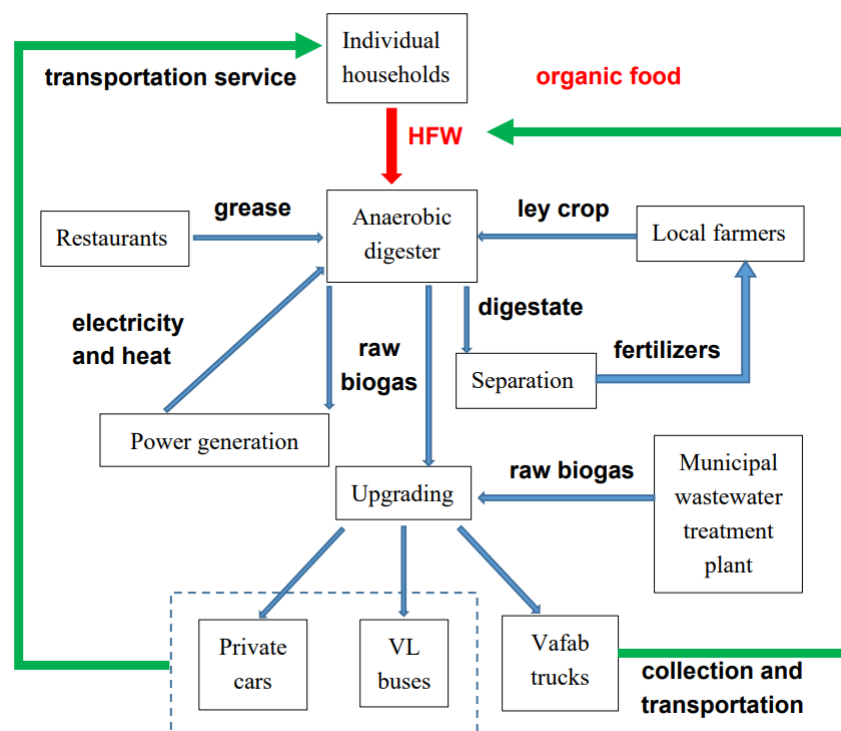 Individual
households
transportation service
organic food
HFW
grease
Anaerobic
digester
ley crop
Restaurants
Local farmers
electricity
and heat
raw
biogas
digestate
Separation
fertilizers
Power generation
Upgrading
raw biogas
Municipal
wastewater
treatment
plant
Private
cars
VL
buses
Vafab
trucks
collection and
transportation